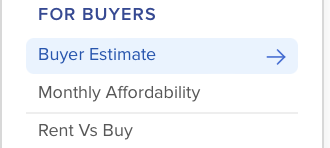 FOR BUYERS
Buyer Estimate
Monthly Affordability
Rent Vs Buy